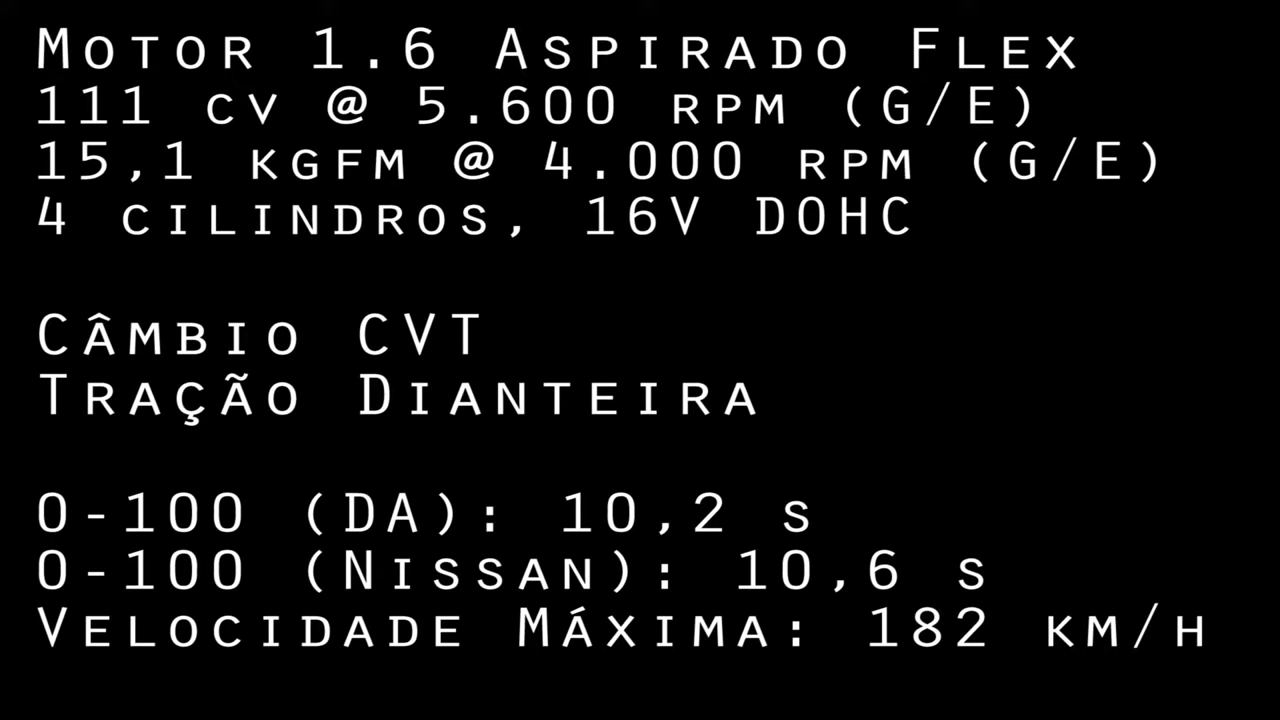 Motor 1.6 Aspirado Flex
111 cv @ 5.600 rpm (G/E)
15,1 kgfm @ 4.000 rpm (G/E)
4 cilindros, 16V DOHC
Câmbio CVT
Tração Dianteira
0-100 (DA): 10,2 s
0-100 (Nissan): 10,6 s
Velocidade Máxima: 182 km/h